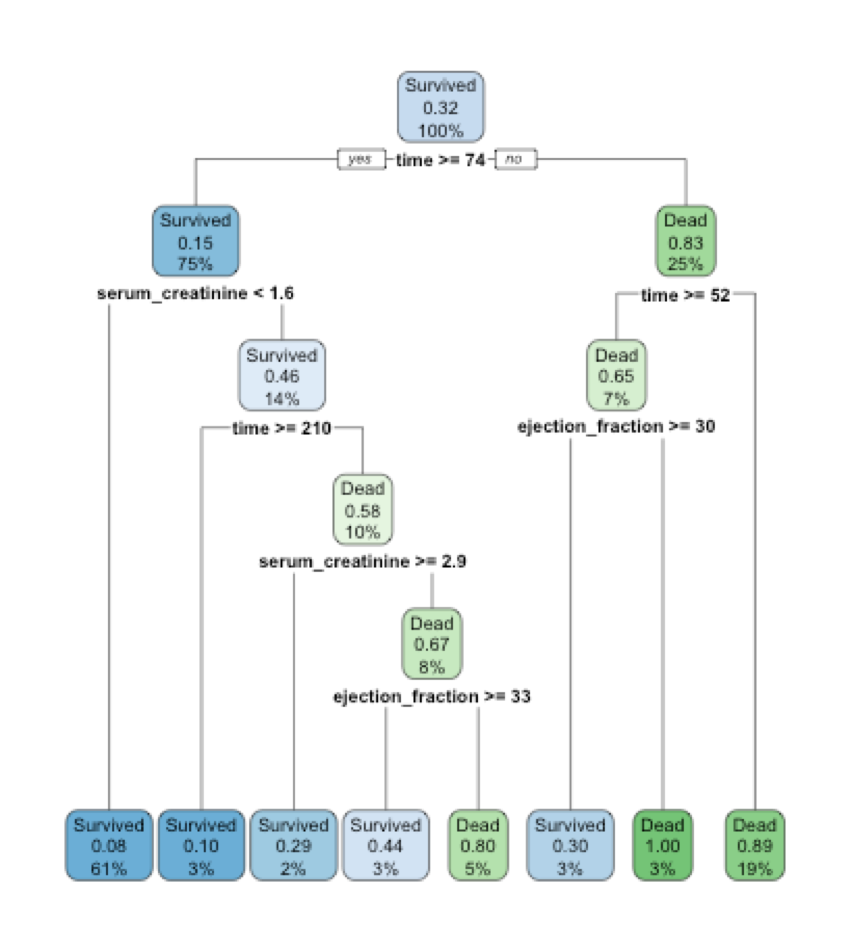 Survived
0.32
100%
yes time >= 74 no
Survived
0.15
75%
Dead
0.83
25%
serum_creatinine < 1.6
time >= 52
Survived
0.46
14%
Dead
0.65
7%
time >= 210
ejection_fraction >= 30
Dead
0.58
10%
serum_creatinine >= 2.9
Dead
0.67
8%
ejection_fraction >= 33
Survived
0.08
61%
Survived
0.10
3%
Survived
0.29
2%
Survived
0.44
3%
Dead
0.80
5%
Survived
0.30
3%
Dead
1.00
3%
Dead
0.89
19%